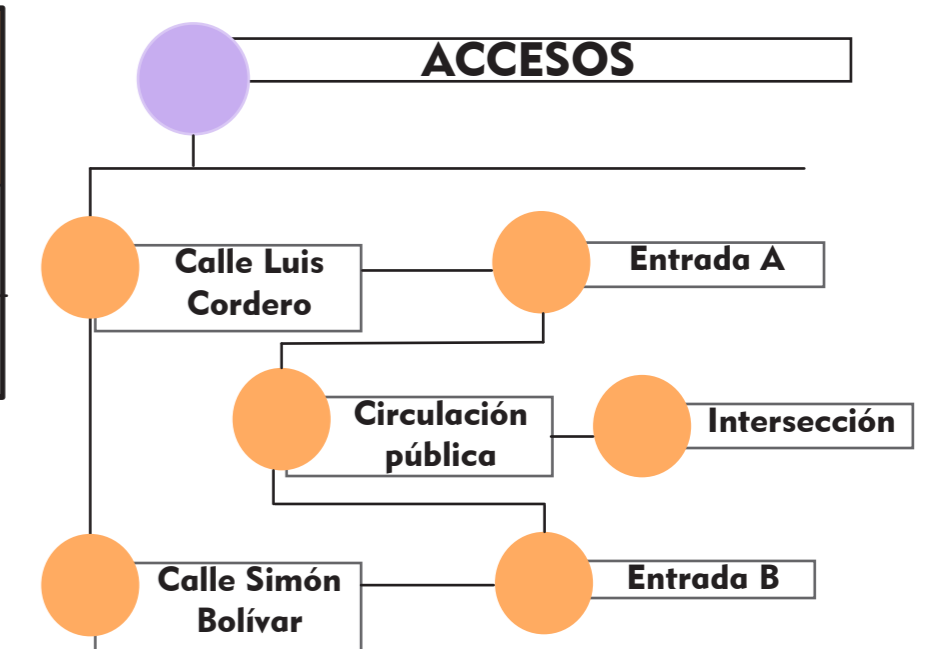 ACCESOS
Calle Luis
Cordero
Entrada A
Circulación
pública
Intersección
Calle Simón
Bolívar
Entrada B